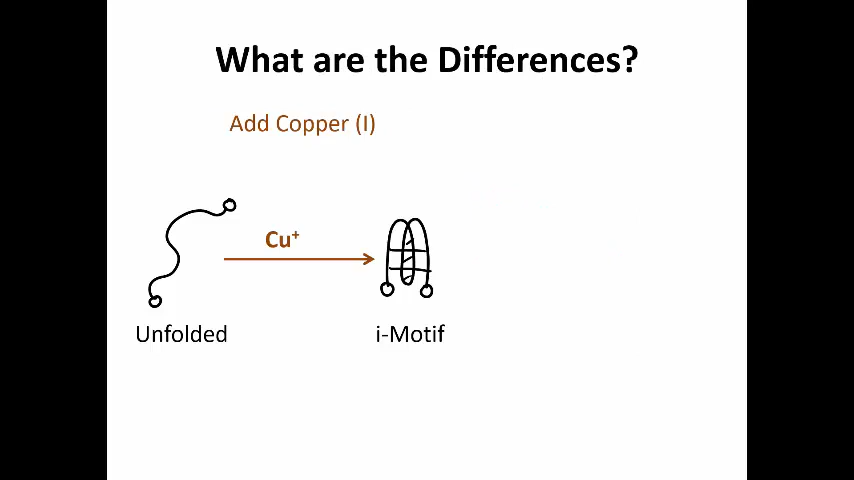 What are the Differences?
Add Copper (I)
Cu⁺
Unfolded
i-Motif